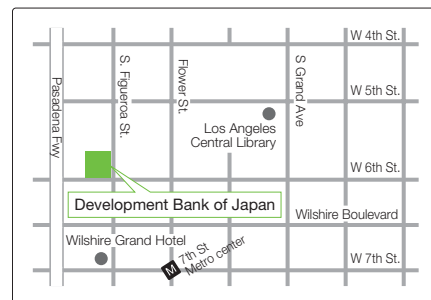 W 4th St.
Pasadena Fwy
S. Figueroa St.
Flower St.
S Grand Ave
W 5th St.
Los Angeles
Central Library
W 6th St.
Development Bank of Japan
Wilshire Boulevard
Wilshire Grand Hotel
M
7th St
Metro center
W 7th St.